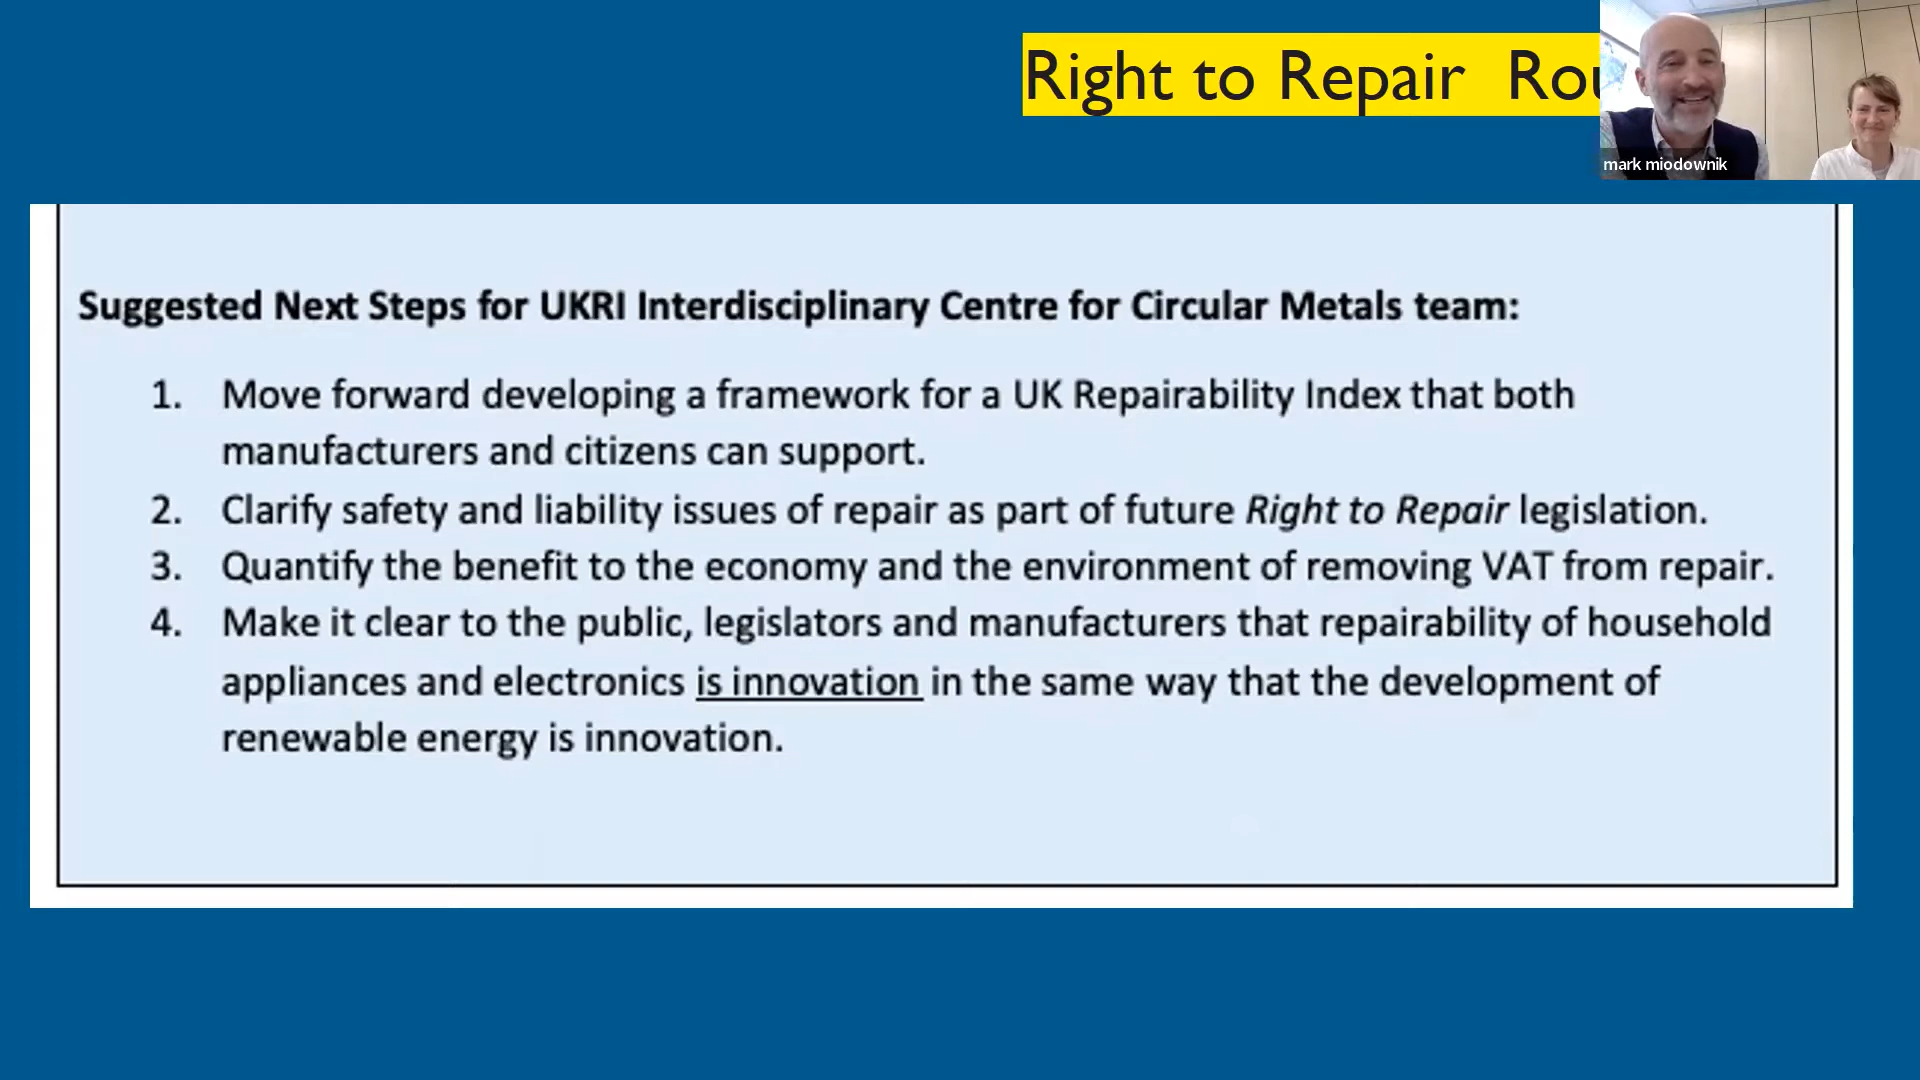 Right to Repair Rou
mark miodownik
Suggested Next Steps for UKRI Interdisciplinary Centre for Circular Metals team:
1. Move forward developing a framework for a UK Repairability Index that both
manufacturers and citizens can support.
2. Clarify safety and liability issues of repair as part of future Right to Repair legislation.
3. Quantify the benefit to the economy and the environment of removing VAT from repair.
4. Make it clear to the public, legislators and manufacturers that repairability of household
appliances and electronics is innovation in the same way that the development of
renewable energy is innovation.